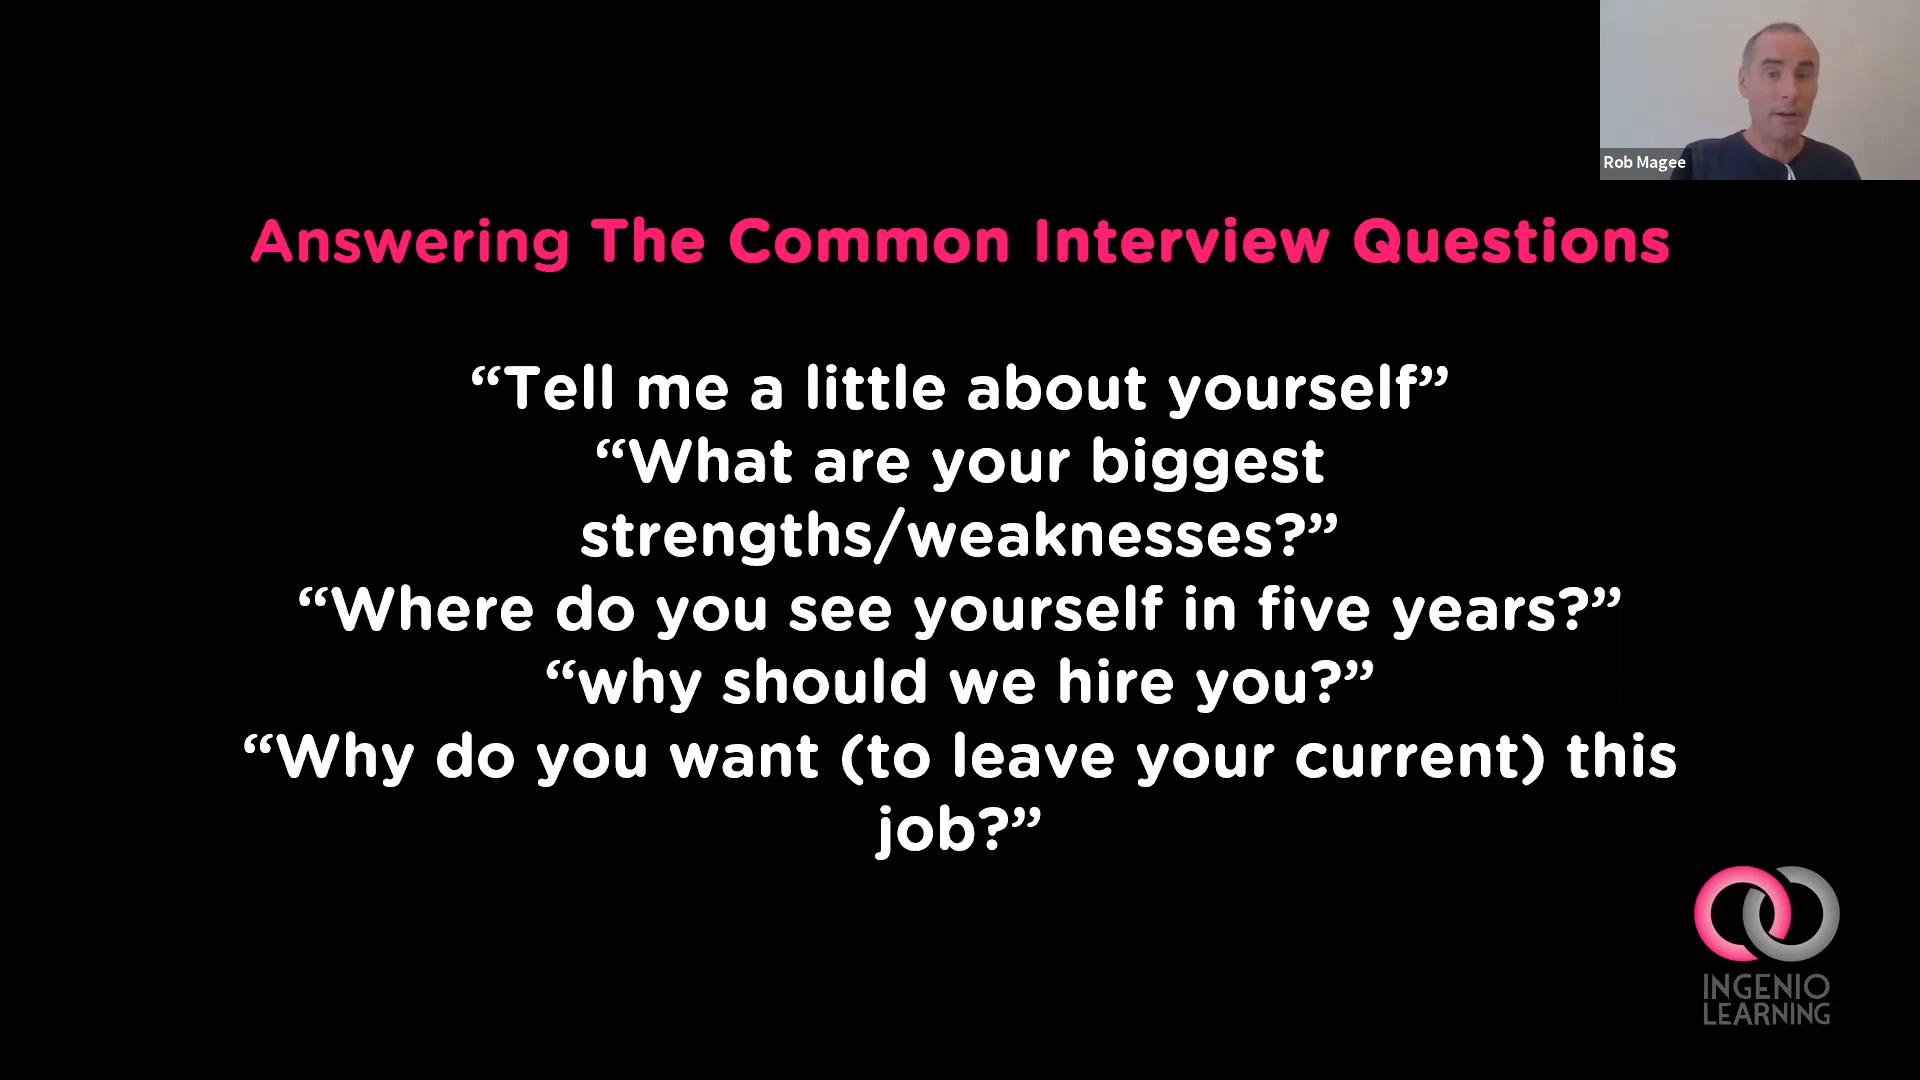 Rob Magee
Answering The Common Interview Questions
“Tell me a little about yourself”
“What are your biggest
strengths/weaknesses?”
“Where do you see yourself in five years?”
“why should we hire you?”
“Why do you want (to leave your current) this
job?”
INGENIO
LEARNING